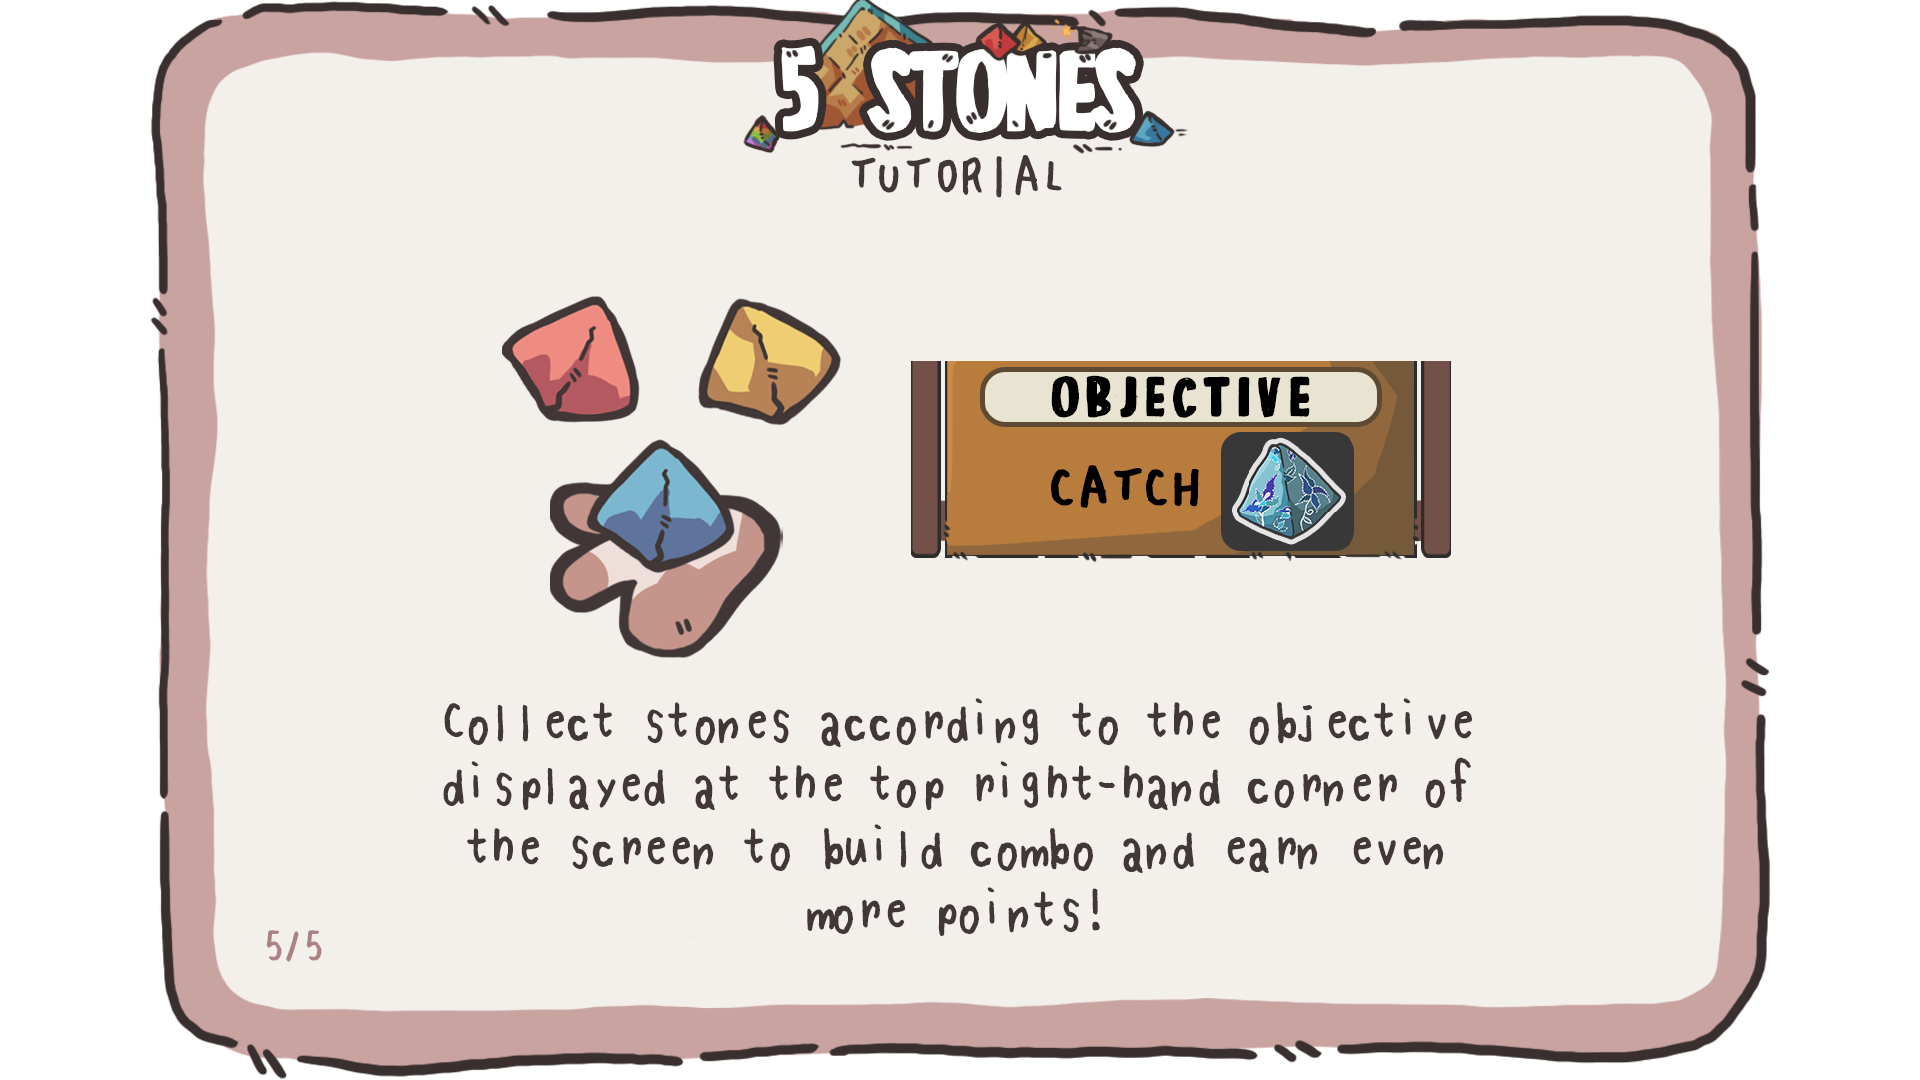 5 STONES
TUTORIAL
OBJECTIVE
CATCH
Collect stones according to the objective
displayed at the top right-hand corner of
the screen to build combo and earn even
more points!
5/5